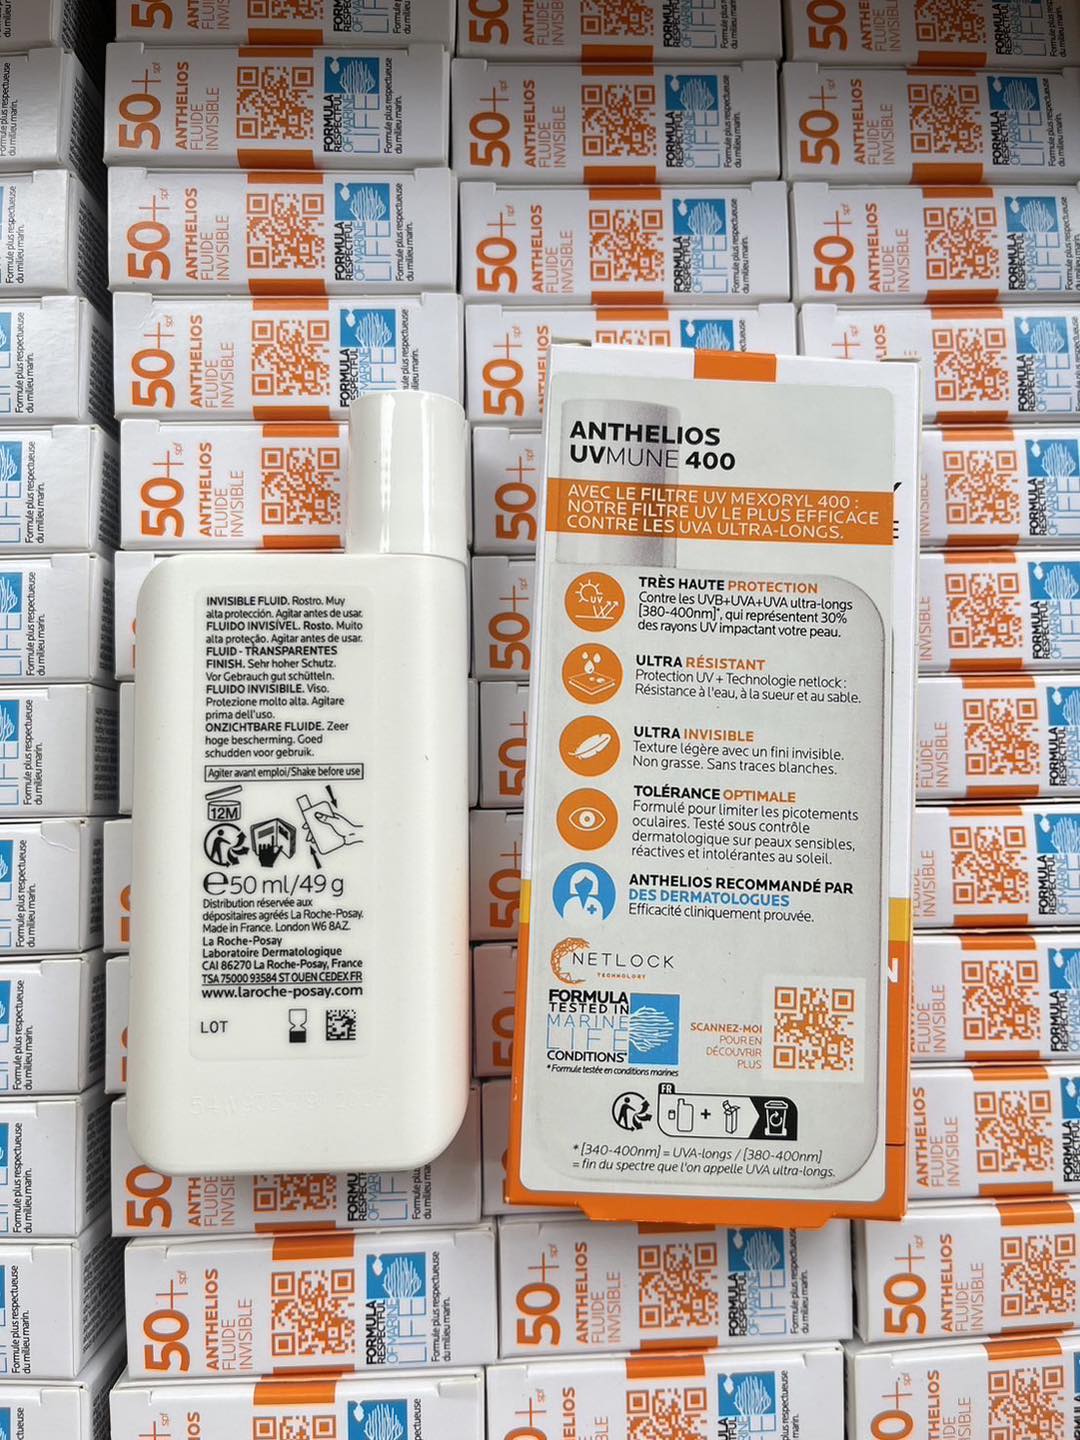 INVISIBLE FLUID. Rostro. Muy
alta protección. Agitar antes de usar.
FLUIDO INVISÍVEL. Rosto. Muito
alta proteção. Agitar antes de usar.
FLUID - TRANSPARENTES
FINISH. Sehr hoher Schutz.
Vor Gebrauch gut schütteln.
FLUIDO INVISIBILE. Viso.
Protezione molto alta. Agitare
prima dell'uso.
ONZICHTBARE FLUIDE. Zeer
hoge bescherming. Goed
schudden voor gebruik.
Agiter avant emploi/Shake before use
12M
e50 ml/49 g
Distribution réservée aux
dépositaires agréés La Roche-Posay.
Made in France. London W6 8AZ.
La Roche-Posay
Laboratoire Dermatologique
CAI 86270 La Roche-Posay, France
TSA 75000 93584 ST OUEN CEDEX FR
www.laroche-posay.com
LOT
ANTHELIOS
UVMUNE 400
AVEC LE FILTRE UV MEXORYL 400 :
NOTRE FILTRE UV LE PLUS EFFICACE
CONTRE LES UVA ULTRA-LONGS.
UV
TRÈS HAUTE PROTECTION
Contre les UVB+UVA+UVA ultra-longs
[380-400nm]*, qui représentent 30%
des rayons UV impactant votre peau.
ULTRA RÉSISTANT
Protection UV + Technologie netlock :
Résistance à l'eau, à la sueur et au sable.
ULTRA INVISIBLE
Texture légère avec un fini invisible.
Non grasse. Sans traces blanches.
TOLÉRANCE OPTIMALE
Formulé pour limiter les picotements
oculaires. Testé sous contrôle
dermatologique sur peaux sensibles,
réactives et intolérantes au soleil.
ANTHELIOS RECOMMANDÉ PAR
DES DERMATOLOGUES
Efficacité cliniquement prouvée.
NETLOCK
TECHNOLOGY
FORMULA
TESTED IN
MARINE
LIFE
CONDITIONS*
* Formule testée en conditions marines
SCANNEZ-MOI
POUR EN
DÉCOUVRIR
PLUS
FR
+
* [340-400nm] = UVA-longs / [380-400nm]
= fin du spectre que l'on appelle UVA ultra-longs.
50+ spf
ANTHELIOS
FLUIDE
INVISIBLE
FORMULA
RESPECTFUL
OF MARINE
LIFE
Formule plus respectueuse
du milieu marin.